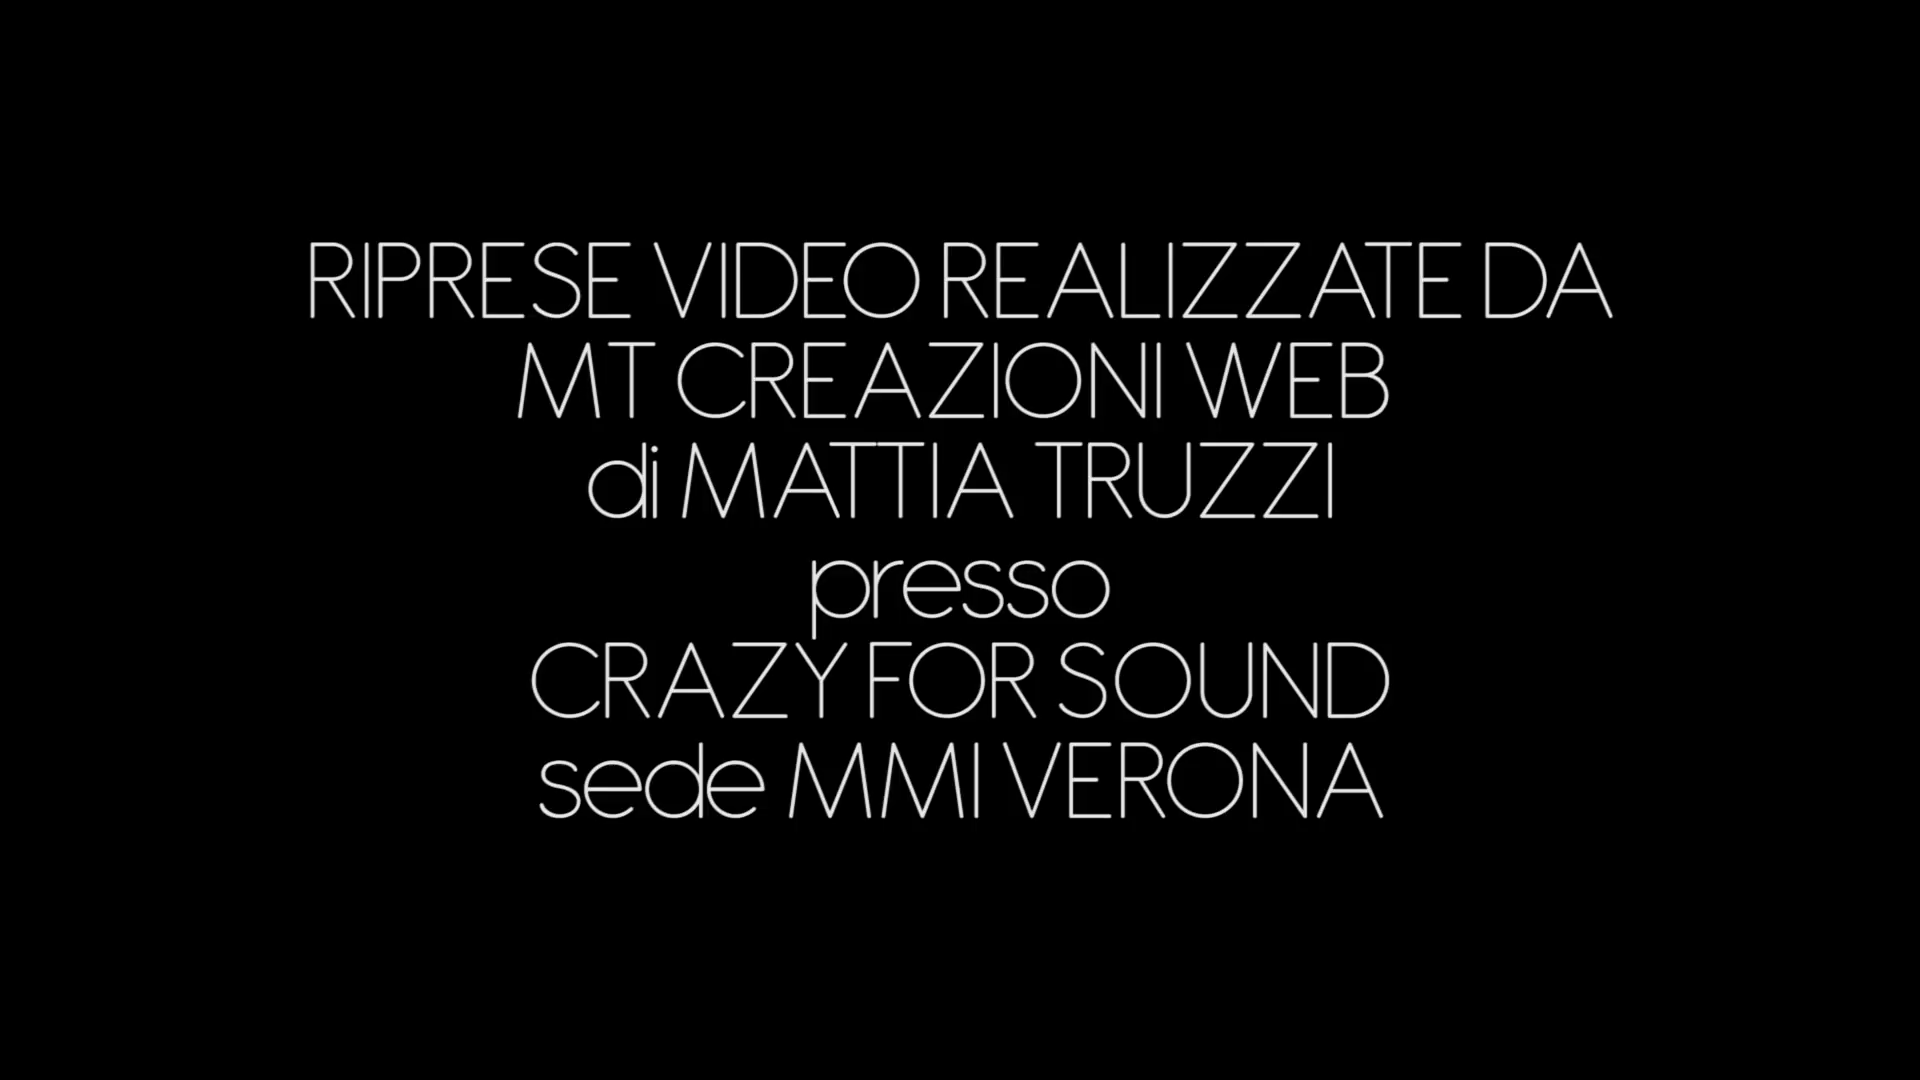 RIPRESE VIDEO REALIZZATE DA
MT CREAZIONI WEB
di MATTIA TRUZZI
presso
CRAZY FOR SOUND
sede MMI VERONA